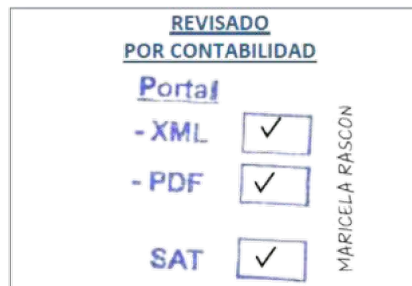 REVISADO
POR CONTABILIDAD
Portal
- XML ✓
- PDF ✓
SAT ✓
MARICELA RASCON